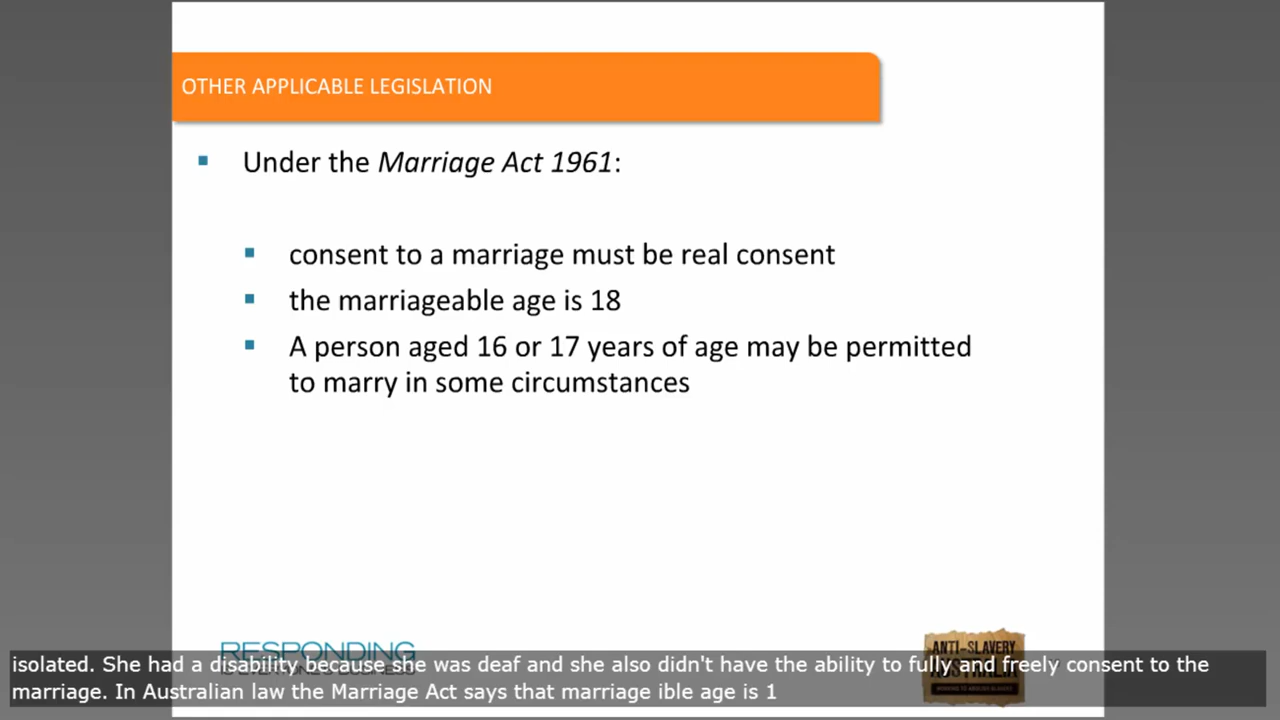 OTHER APPLICABLE LEGISLATION
Under the Marriage Act 1961:
consent to a marriage must be real consent
the marriageable age is 18
A person aged 16 or 17 years of age may be permitted
to marry in some circumstances
RESPONDING
IS EVERYONE'S BUSINESS
ANTI-SLAVERY
AUSTRALIA
isolated. She had a disability because she was deaf and she also didn't have the ability to fully and freely consent to the
marriage. In Australian law the Marriage Act says that marriage ible age is 1